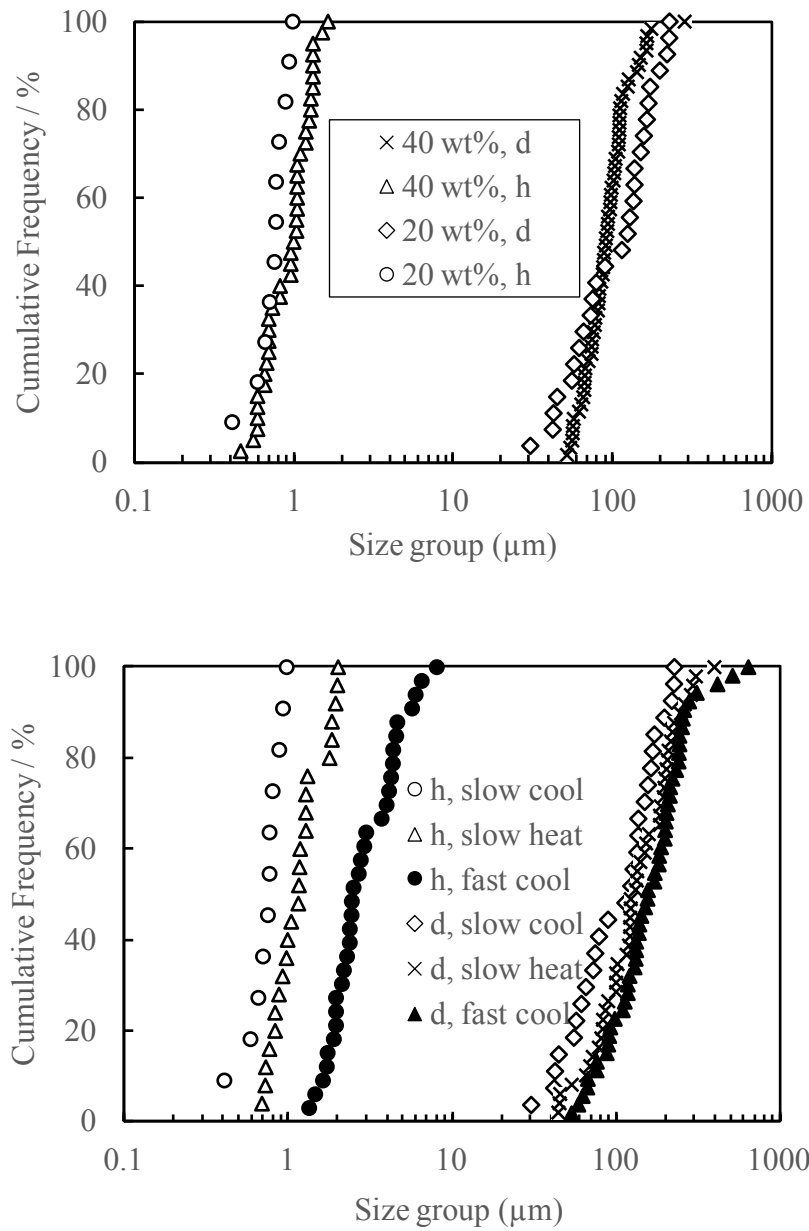 100
80
60
40
20
0
Cumulative Frequency / %
40 wt%, d
40 wt%, h
20 wt%, d
20 wt%, h
0.1 1 10 100 1000
Size group (µm)
100
80
60
40
20
0
Cumulative Frequency / %
h, slow cool
h, slow heat
h, fast cool
d, slow cool
d, slow heat
d, fast cool
0.1 1 10 100 1000
Size group (µm)